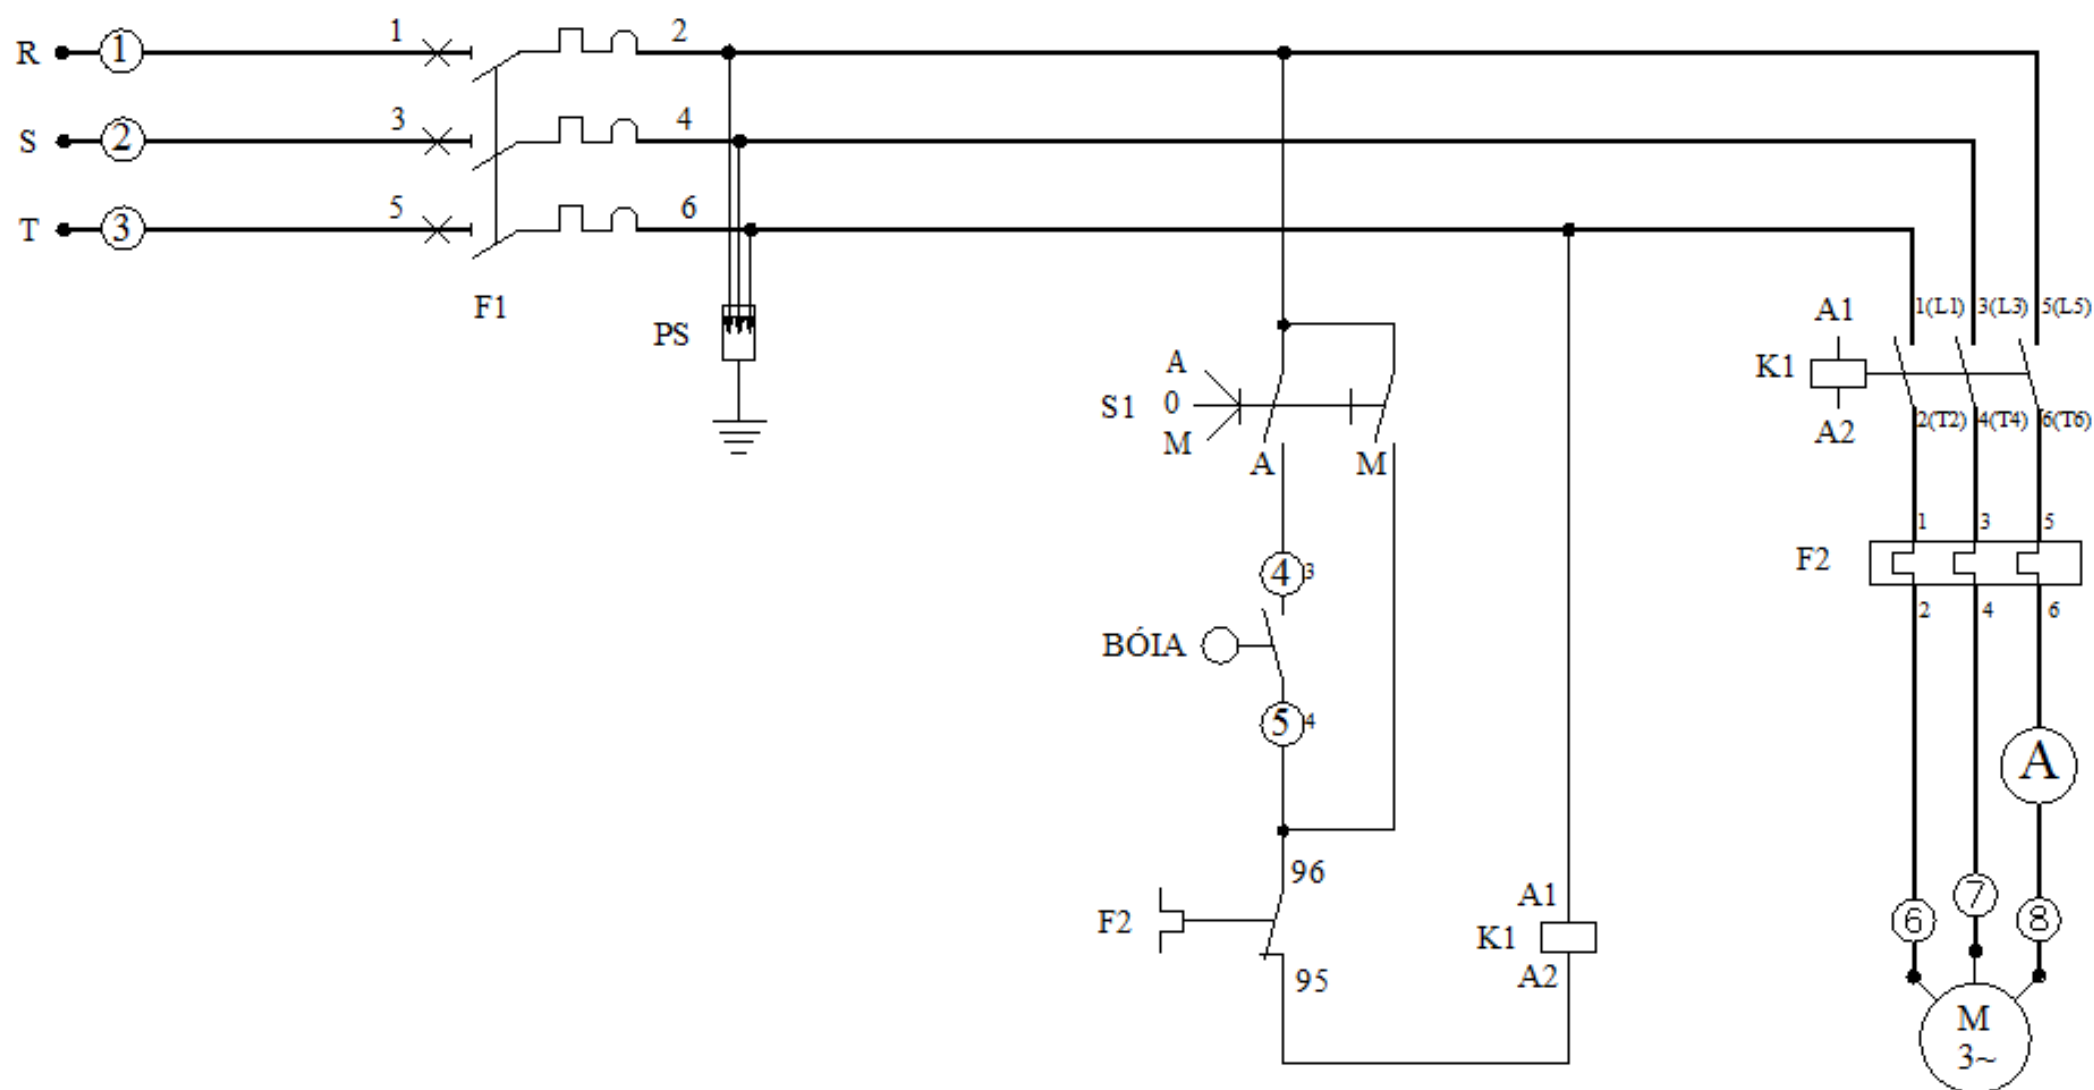 R 1 1 2
S 2 3 4
T 3 5 6
F1
PS
A1 1(L1) 3(L3) 5(L5)
K1
A2 2(T2) 4(T4) 6(T6)
A
S1 0
M A M
1 3 5
F2
2 4 6
4 3
BÓIA
5 4
A
96
F2
95
A1
K1
A2
6 7 8
M
3~